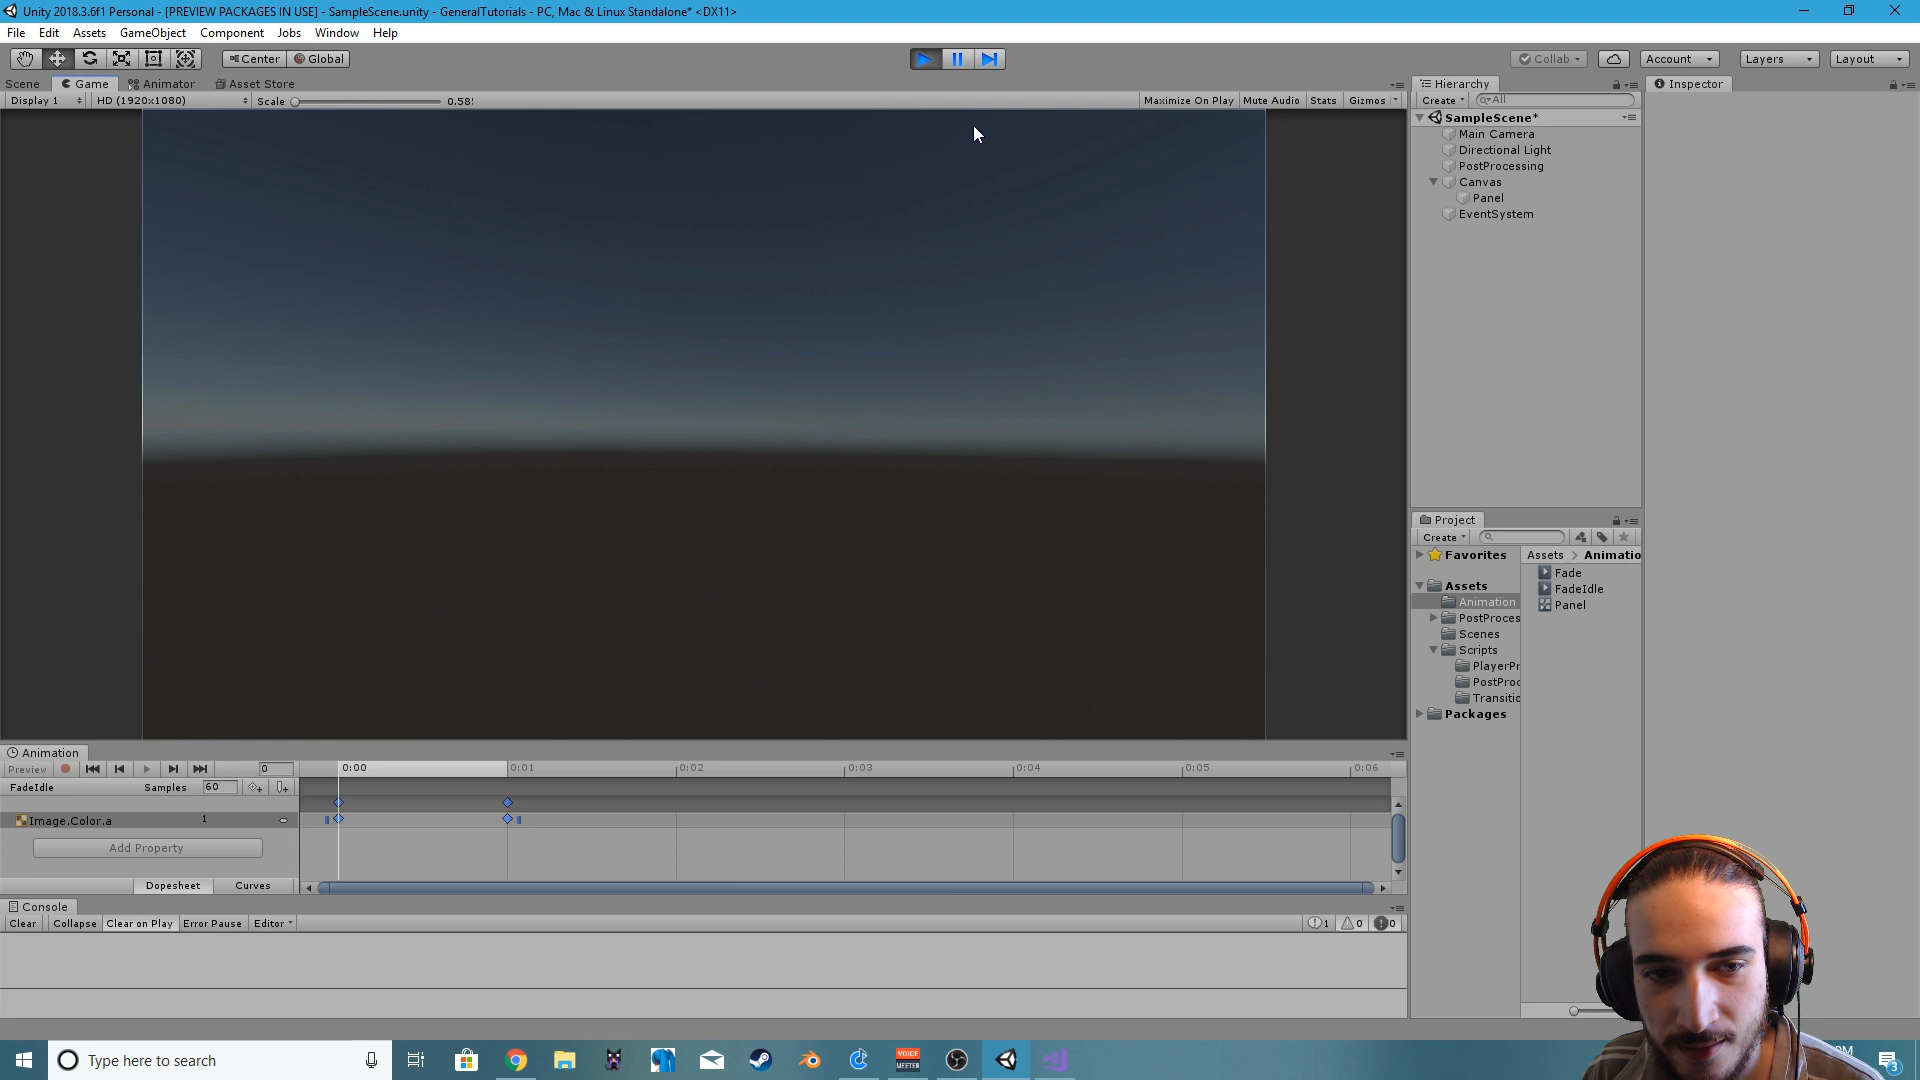 Unity 2018.3.6f1 Personal - [PREVIEW PACKAGES IN USE] - SampleScene.unity - GeneralTutorials - PC, Mac & Linux Standalone* <DX11>
File Edit Assets GameObject Component Jobs Window Help
Center Global Collab Account Layers Layout
Scene Game Animator Asset Store
Display 1 HD (1920x1080) Scale 0.58 Maximize On Play Mute Audio Stats Gizmos
Hierarchy
Create All
SampleScene*
Main Camera
Directional Light
PostProcessing
Canvas
Panel
EventSystem
Inspector
Project
Create
Favorites
Assets
Animation
PostProces
Scenes
Scripts
PlayerPr
PostProc
Transitic
Packages
Assets > Animatio
Fade
FadeIdle
Panel
Animation
Preview 0 0:00 0:01 0:02 0:03 0:04 0:05 0:06
FadeIdle Samples 60
Image.Color.a 1
Add Property
Dopesheet Curves
Console
Clear Collapse Clear on Play Error Pause Editor 1 0 0
Type here to search
VOICE
MEETER
3